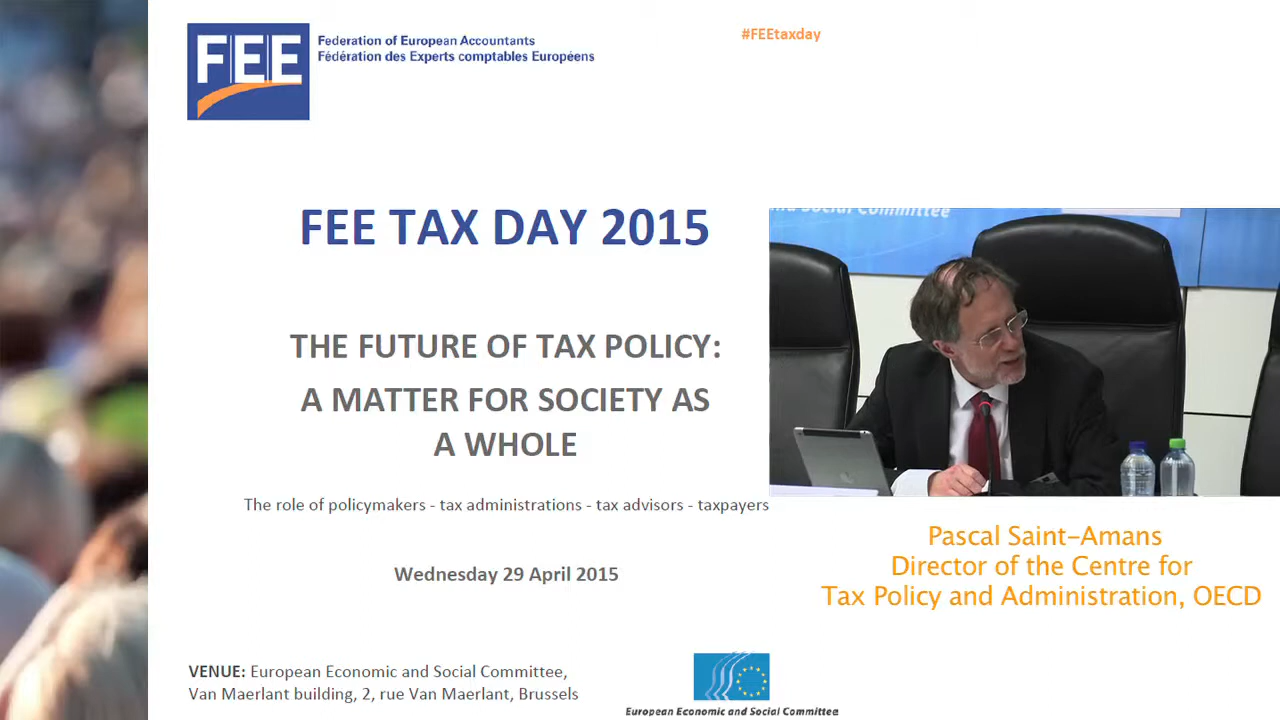 FEE
Federation of European Accountants
Fédération des Experts comptables Européens
#FEEtaxday
FEE TAX DAY 2015
THE FUTURE OF TAX POLICY:
A MATTER FOR SOCIETY AS
A WHOLE
The role of policymakers - tax administrations - tax advisors - taxpayers
Wednesday 29 April 2015
VENUE: European Economic and Social Committee,
Van Maerlant building, 2, rue Van Maerlant, Brussels
European Economic and Social Committee
and Social Committee
Pascal Saint-Amans
Director of the Centre for
Tax Policy and Administration, OECD